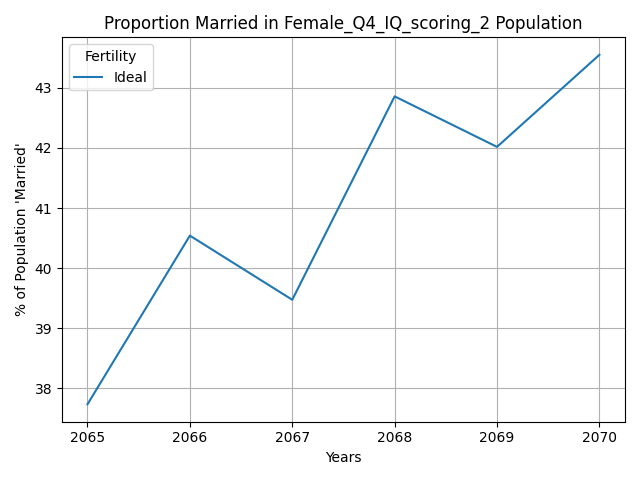 Proportion Married in Female_Q4_IQ_scoring_2 Population
Fertility
Ideal
% of Population 'Married'
43
42
41
40
39
38
2065 2066 2067 2068 2069 2070
Years